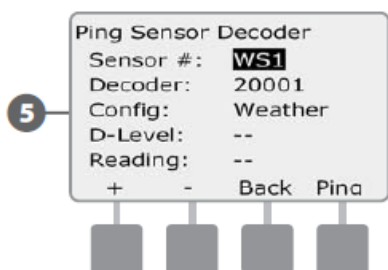 Ping Sensor Decoder
Sensor #: WS1
Decoder: 20001
5
Config: Weather
D-Level: --
Reading: --
+ - Back Ping